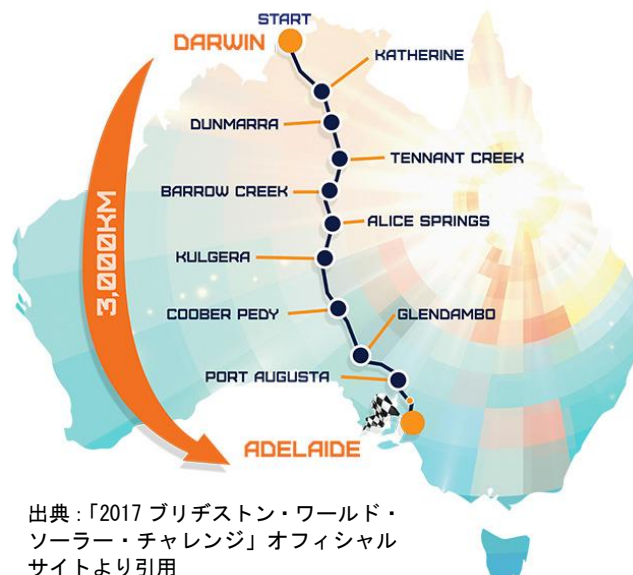 START
DARWIN
KATHERINE
DUNMARRA
TENNANT CREEK
BARROW CREEK
ALICE SPRINGS
3,000KM
KULGERA
COOBER PEDY
GLENDAMBO
PORT AUGUSTA
ADELAIDE
出典：「2017 ブリヂストン・ワールド・
ソーラー・チャレンジ」オフィシャル
サイトより引用